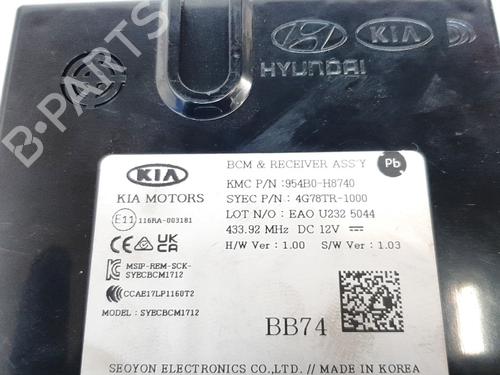 B-PARTS
KIA
HYUNDAI
KIA
KIA MOTORS
BCM & RECEIVER ASS'Y
Pb
KMC P/N :954B0-H8740
SYEC P/N : 4G78TR-1000
LOT N/O : EAO U232 5044
433.92 MHz DC 12V
H/W Ver : 1.00 S/W Ver : 1.03
E11 116RA-003181
CE UK CA
MSIP-REM-SCK-
SYECBCM1712
CCAE17LP1160T2
MODEL : SYECBCM1712
BB74
SEOYON ELECTRONICS CO.,LTD. // MADE IN KOREA